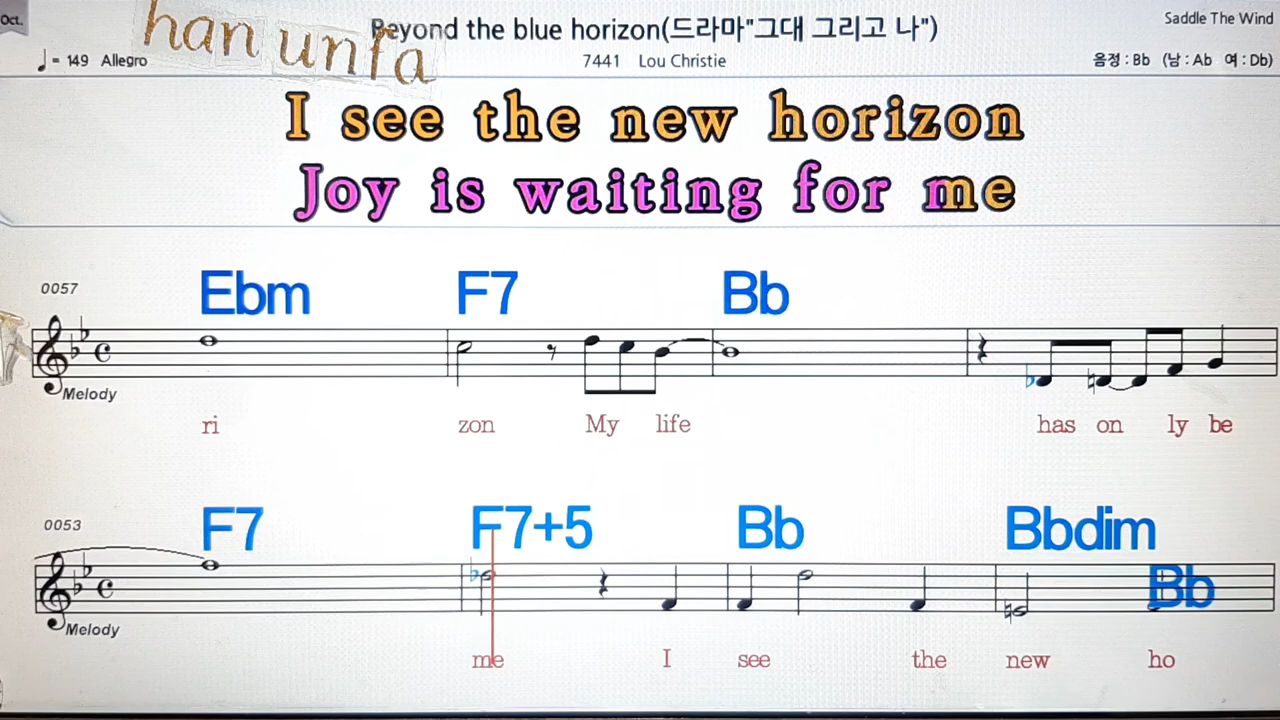 Oct.
han unfa
Beyond the blue horizon(드라마"그대 그리고 나")
Saddle The Wind
♩ = 149 Allegro
7441 Lou Christie
음정 : Bb (남 : Ab 여 : Db)
I see the new horizon
Joy is waiting for me
0057
Ebm F7 Bb
Melody
ri zon My life has on ly be
0053
F7 F7+5 Bb Bbdim
Bb
Melody
me I see the new ho